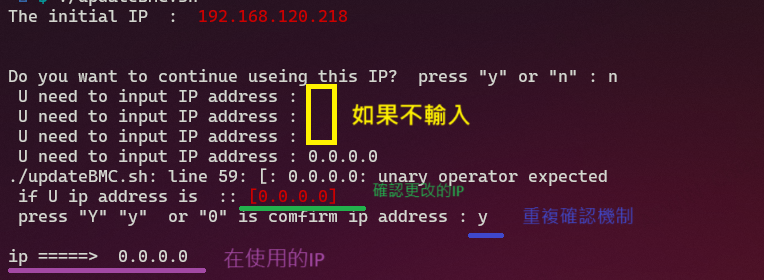 The initial IP  :  192.168.120.218
Do you want to continue useing this IP?  press "y" or "n" : n
U need to input IP address :
U need to input IP address :
U need to input IP address :
如果不輸入
U need to input IP address : 0.0.0.0
./updateBMC.sh: line 59: [: 0.0.0.0: unary operator expected
if U ip address is  :: [0.0.0.0]
確認更改的IP
press "Y" "y"  or "0" is comfirm ip address : y
重複確認機制
ip =====>  0.0.0.0
在使用的IP